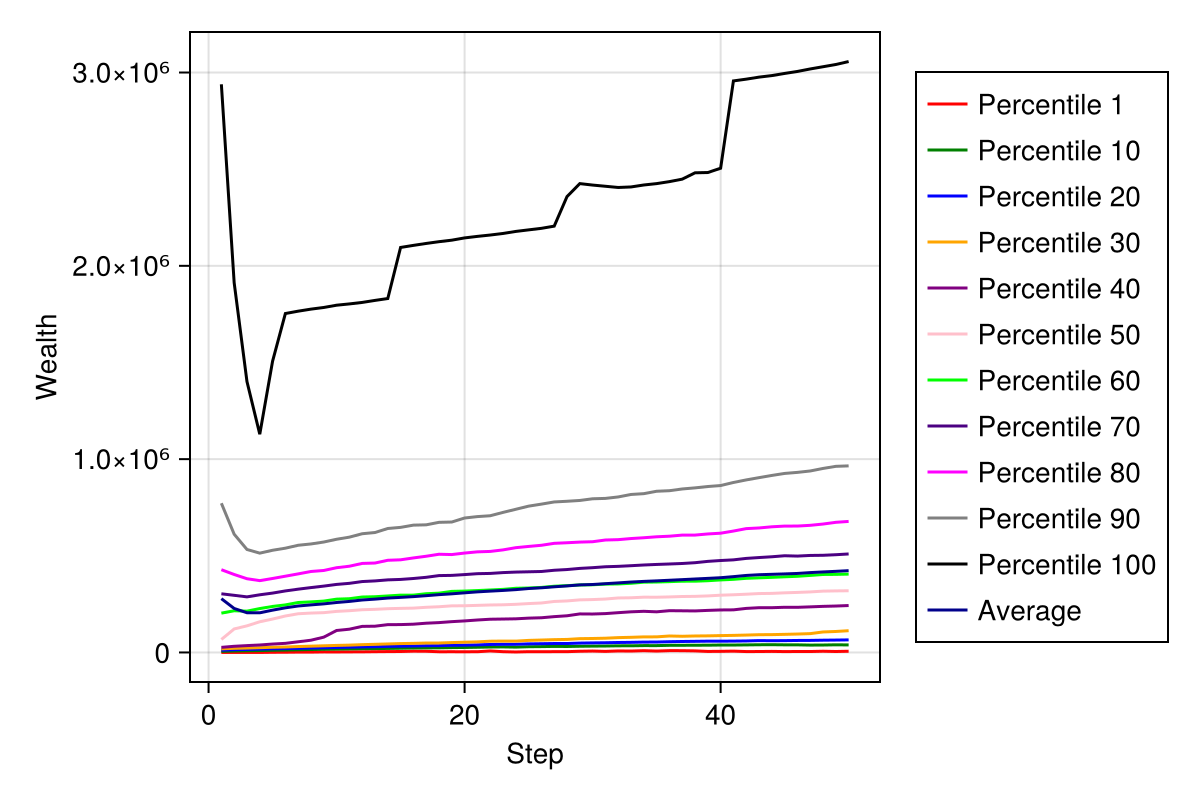 3.0×10⁶
2.0×10⁶
1.0×10⁶
0
Wealth
0 20 40
Step
Percentile 1
Percentile 10
Percentile 20
Percentile 30
Percentile 40
Percentile 50
Percentile 60
Percentile 70
Percentile 80
Percentile 90
Percentile 100
Average